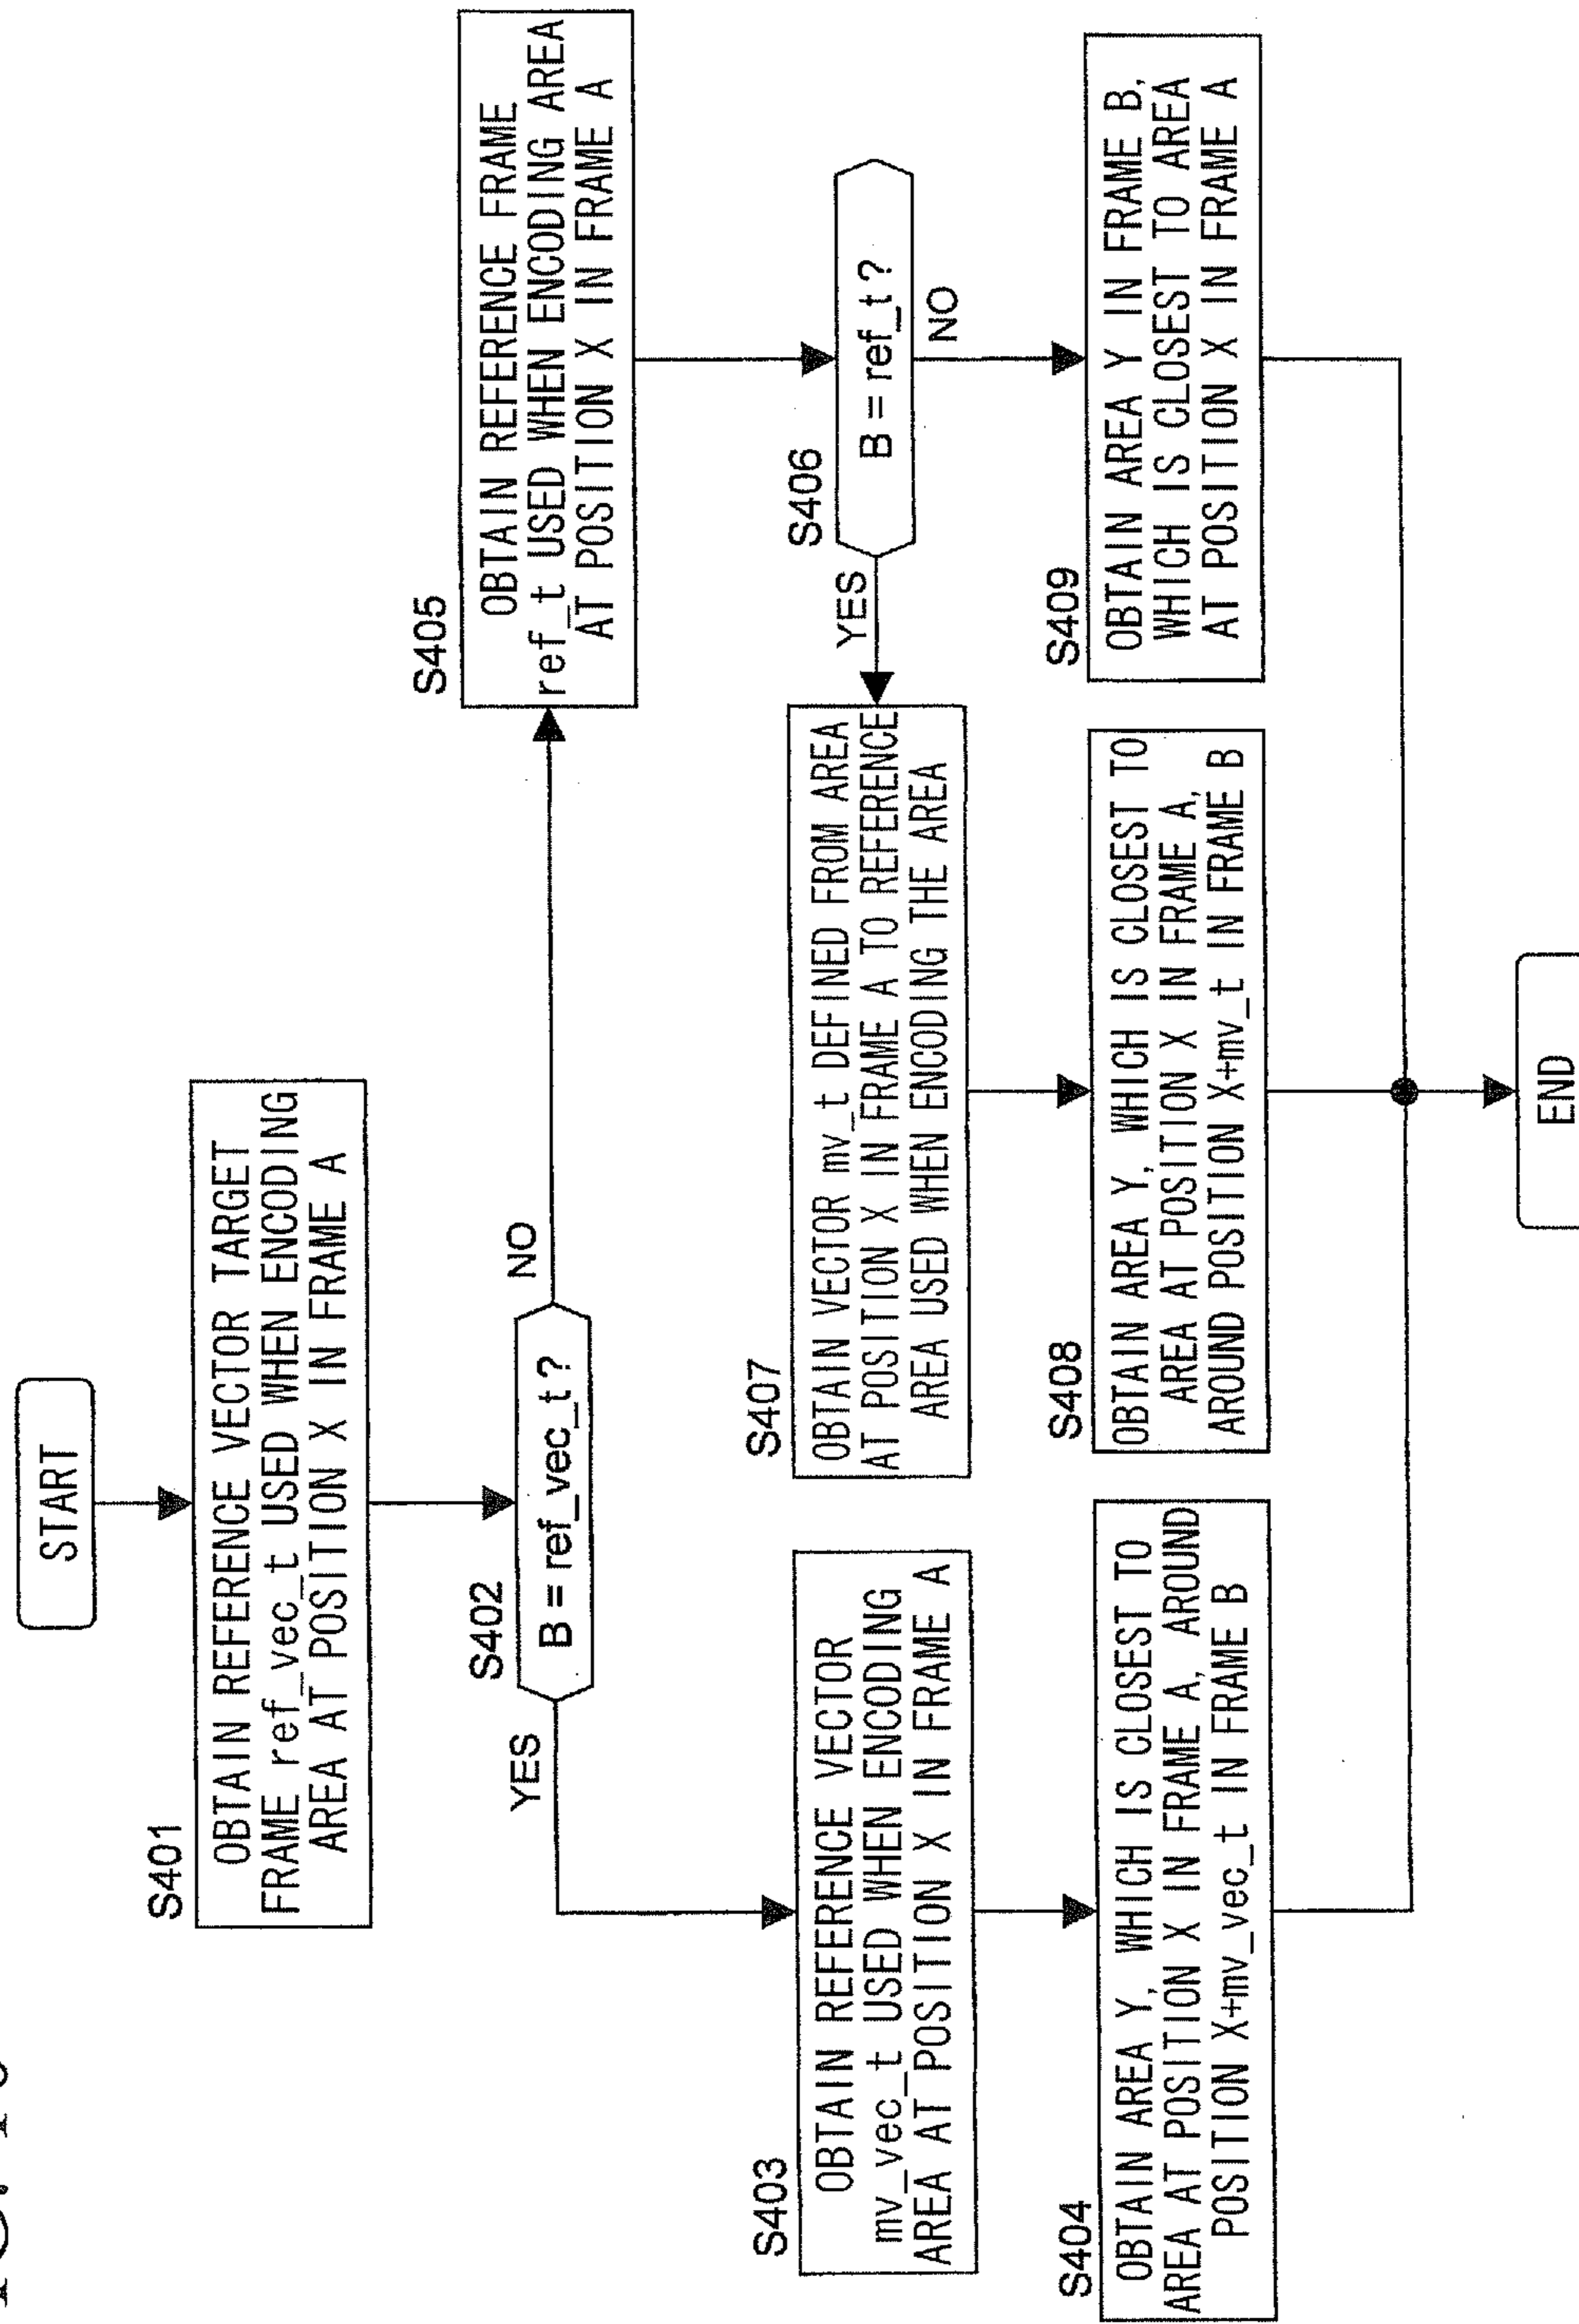 START
S401
OBTAIN REFERENCE VECTOR TARGET
FRAME ref_vec_t USED WHEN ENCODING
AREA AT POSITION X IN FRAME A
S402
B = ref_vec_t ?
YES
NO
S403
OBTAIN REFERENCE VECTOR
mv_vec_t USED WHEN ENCODING
AREA AT POSITION X IN FRAME A
S404
OBTAIN AREA Y, WHICH IS CLOSEST TO
AREA AT POSITION X IN FRAME A, AROUND
POSITION X+mv_vec_t IN FRAME B
S405
OBTAIN REFERENCE FRAME
ref_t USED WHEN ENCODING AREA
AT POSITION X IN FRAME A
S406
B = ref_t ?
YES
NO
S407
OBTAIN VECTOR mv_t DEFINED FROM AREA
AT POSITION X IN FRAME A TO REFERENCE
AREA USED WHEN ENCODING THE AREA
S408
OBTAIN AREA Y, WHICH IS CLOSEST TO
AREA AT POSITION X IN FRAME A,
AROUND POSITION X+mv_t IN FRAME B
S409
OBTAIN AREA Y IN FRAME B,
WHICH IS CLOSEST TO AREA
AT POSITION X IN FRAME A
END